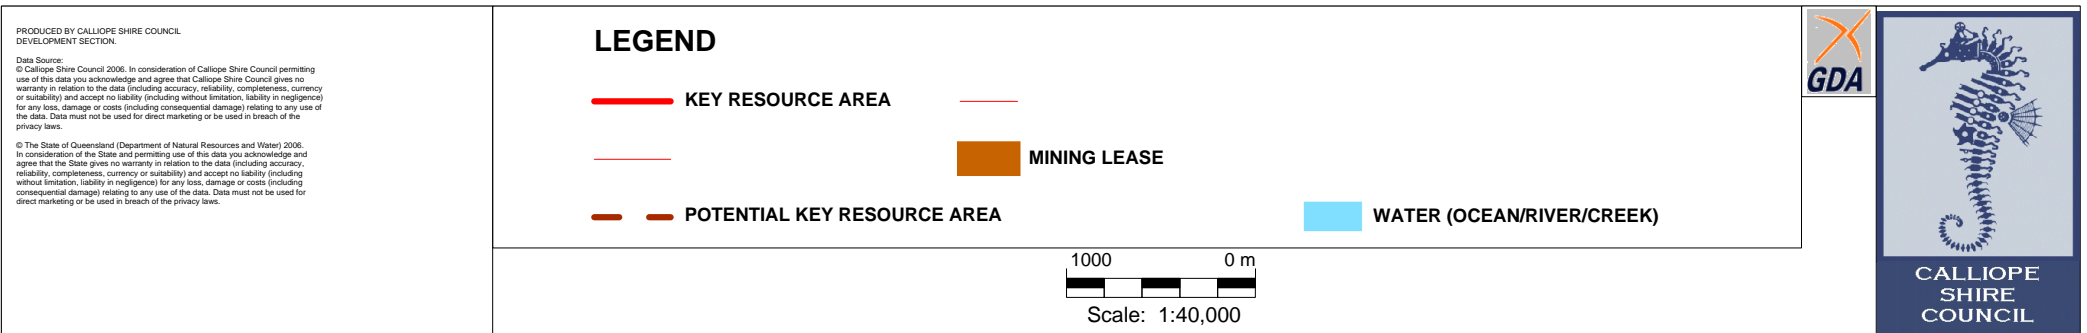 PRODUCED BY CALLIOPE SHIRE COUNCIL
DEVELOPMENT SECTION.
Data Source:
© Calliope Shire Council 2006. In consideration of Calliope Shire Council permitting
use of this data you acknowledge and agree that Calliope Shire Council gives no
warranty in relation to the data (including accuracy, reliability, completeness, currency
or suitability) and accept no liability (including without limitation, liability in negligence)
for any loss, damage or costs (including consequential damage) relating to any use of
the data. Data must not be used for direct marketing or be used in breach of the
privacy laws.
© The State of Queensland (Department of Natural Resources and Water) 2006.
In consideration of the State and permitting use of this data you acknowledge and
agree that the State gives no warranty in relation to the data (including accuracy,
reliability, completeness, currency or suitability) and accept no liability (including
without limitation, liability in negligence) for any loss, damage or costs (including
consequential damage) relating to any use of the data. Data must not be used for
direct marketing or be used in breach of the privacy laws.
LEGEND
KEY RESOURCE AREA
MINING LEASE
POTENTIAL KEY RESOURCE AREA
WATER (OCEAN/RIVER/CREEK)
1000 0 m
Scale: 1:40,000
GDA
CALLIOPE
SHIRE
COUNCIL